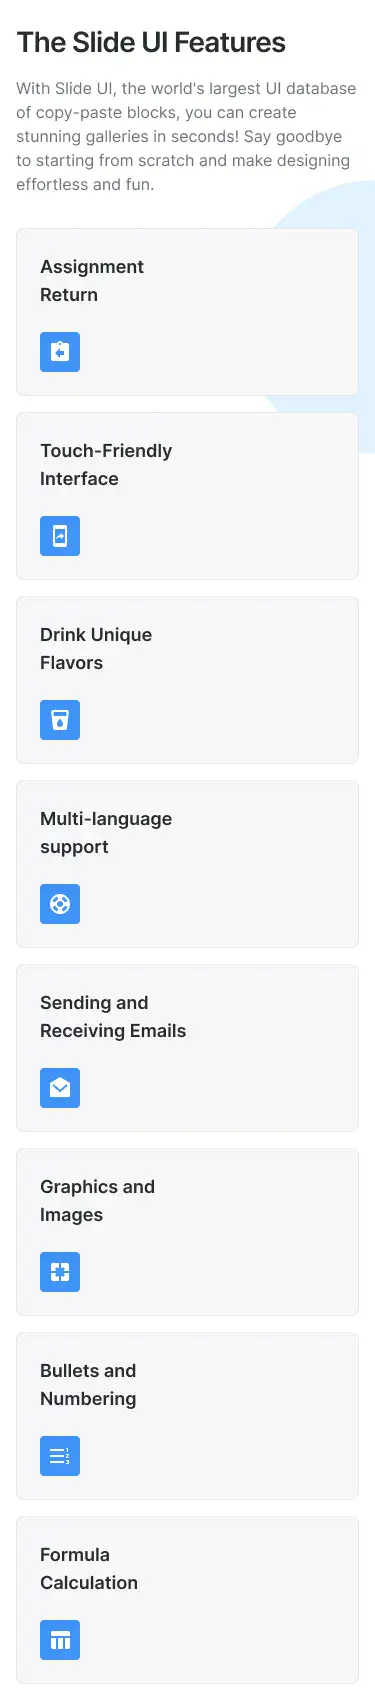 The Slide UI Features
With Slide UI, the world's largest UI database
of copy-paste blocks, you can create
stunning galleries in seconds! Say goodbye
to starting from scratch and make designing
effortless and fun.
Assignment
Return
Touch-Friendly
Interface
Drink Unique
Flavors
Multi-language
support
Sending and
Receiving Emails
Graphics and
Images
Bullets and
Numbering
1
2
3
Formula
Calculation